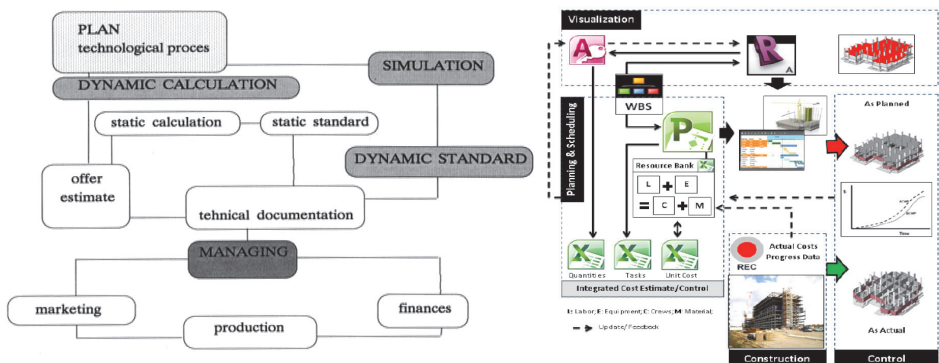 PLAN
technological proces
SIMULATION
DYNAMIC CALCULATION
static calculation
static standard
DYNAMIC STANDARD
offer
estimate
tehnical documentation
MANAGING
marketing
finances
production
Visualization
A
R
A
WBS
Planning & Scheduling
P
As Planned
Resource Bank
L + E
= C + M
$
Time
Actual Costs
Progress Data
REC
Quantities
Tasks
Unit Cost
Integrated Cost Estimate/Control
L: Labor; E: Equipment; C: Crews; M: Material;
Update/ Feedback
As Actual
Construction
Control